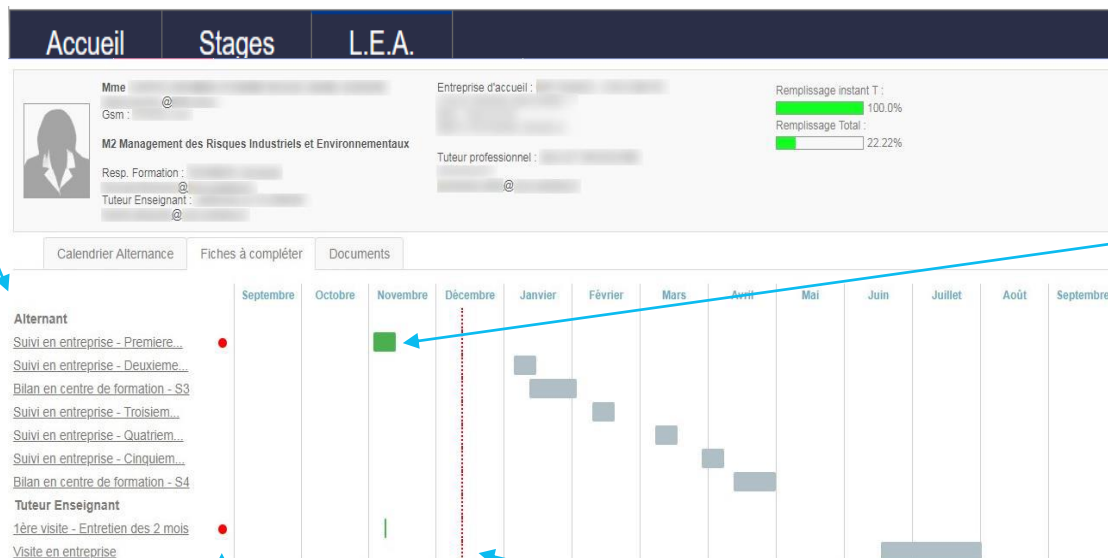 Accueil Stages L.E.A.
Mme
@
Gsm :
M2 Management des Risques Industriels et Environnementaux
Resp. Formation :
@
Tuteur Enseignant :
@
Entreprise d'accueil :
Tuteur professionnel :
@
Remplissage instant T :
100.0%
Remplissage Total :
22.22%
Calendrier Alternance Fiches à compléter Documents
Septembre Octobre Novembre Décembre Janvier Février Mars Avril Mai Juin Juillet Août Septembre
Alternant
Suivi en entreprise - Premiere...
Suivi en entreprise - Deuxieme...
Bilan en centre de formation - S3
Suivi en entreprise - Troisiem...
Suivi en entreprise - Quatriem...
Suivi en entreprise - Cinquiem...
Bilan en centre de formation - S4
Tuteur Enseignant
1ère visite - Entretien des 2 mois
Visite en entreprise